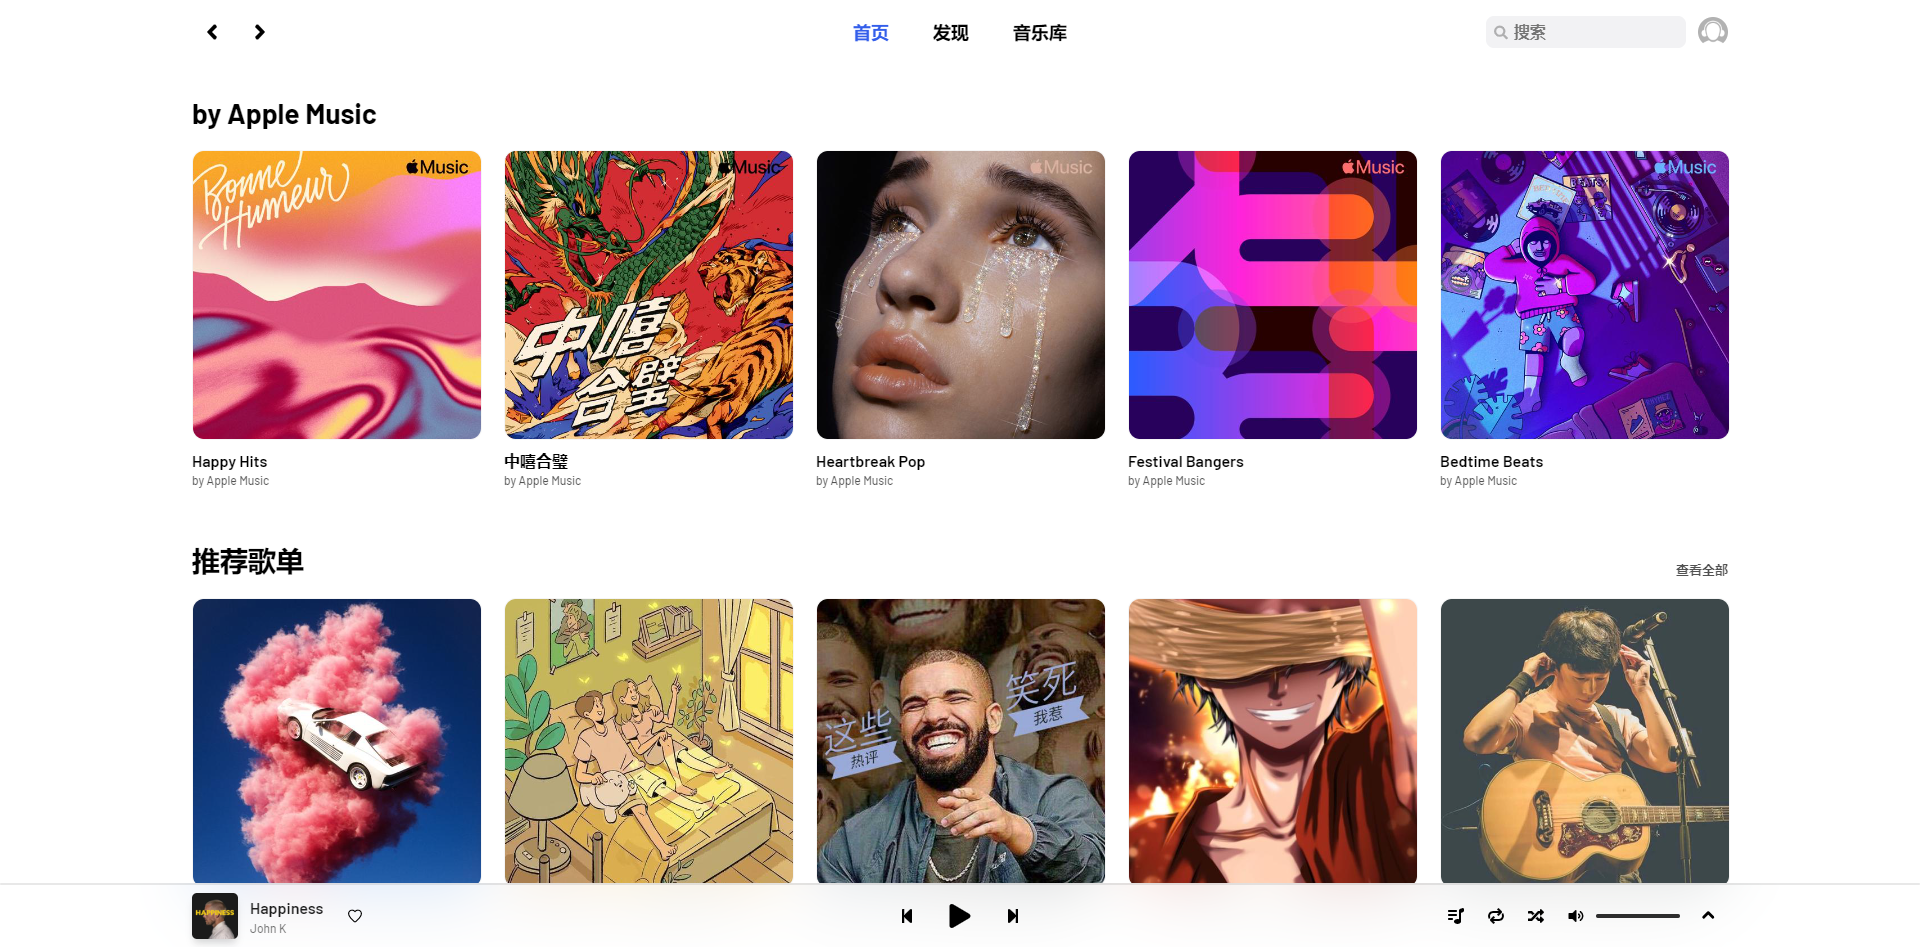 首页 发现 音乐库 搜索
by Apple Music
Bonne Humeur
Music
Music
中嘻合璧
Music
Music
Music
Happy Hits
by Apple Music
中嘻合璧
by Apple Music
Heartbreak Pop
by Apple Music
Festival Bangers
by Apple Music
Bedtime Beats
by Apple Music
推荐歌单
查看全部
这些
热评
笑死
我惹
HAPPINESS
Happiness
John K